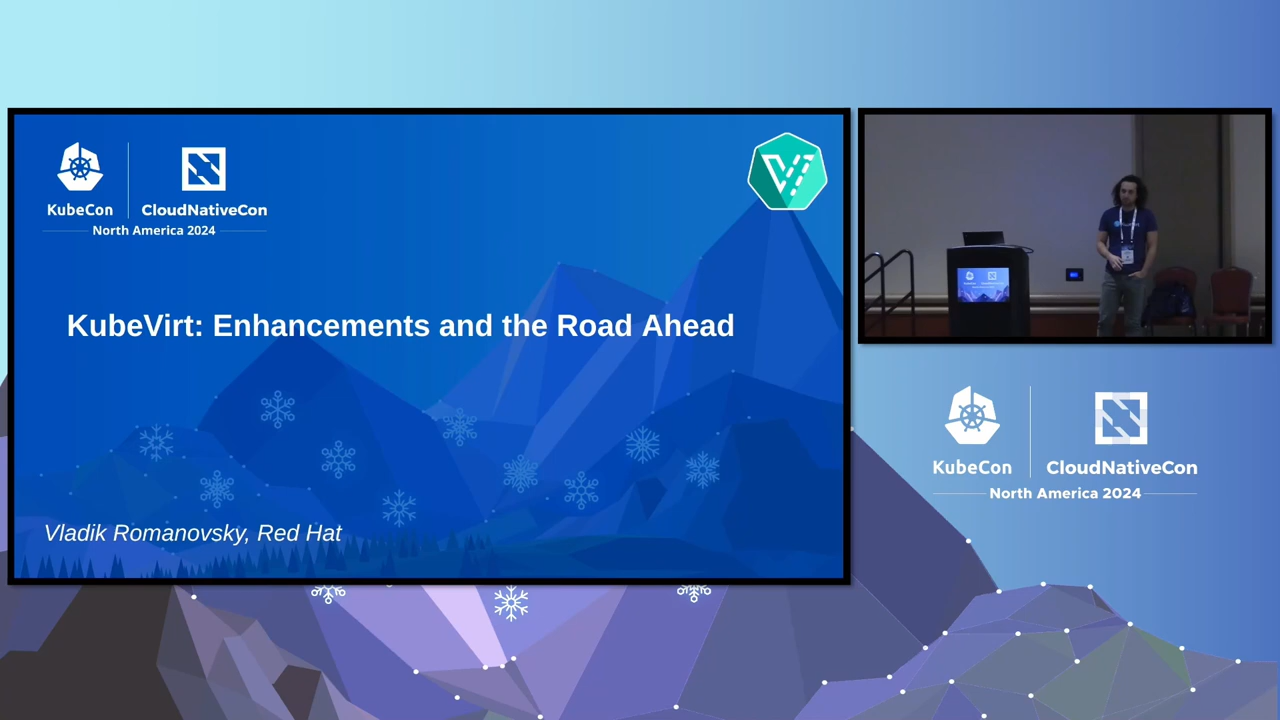 KubeCon
CloudNativeCon
North America 2024
KubeVirt: Enhancements and the Road Ahead
Vladik Romanovsky, Red Hat
KubeCon
CloudNativeCon
North America 2024